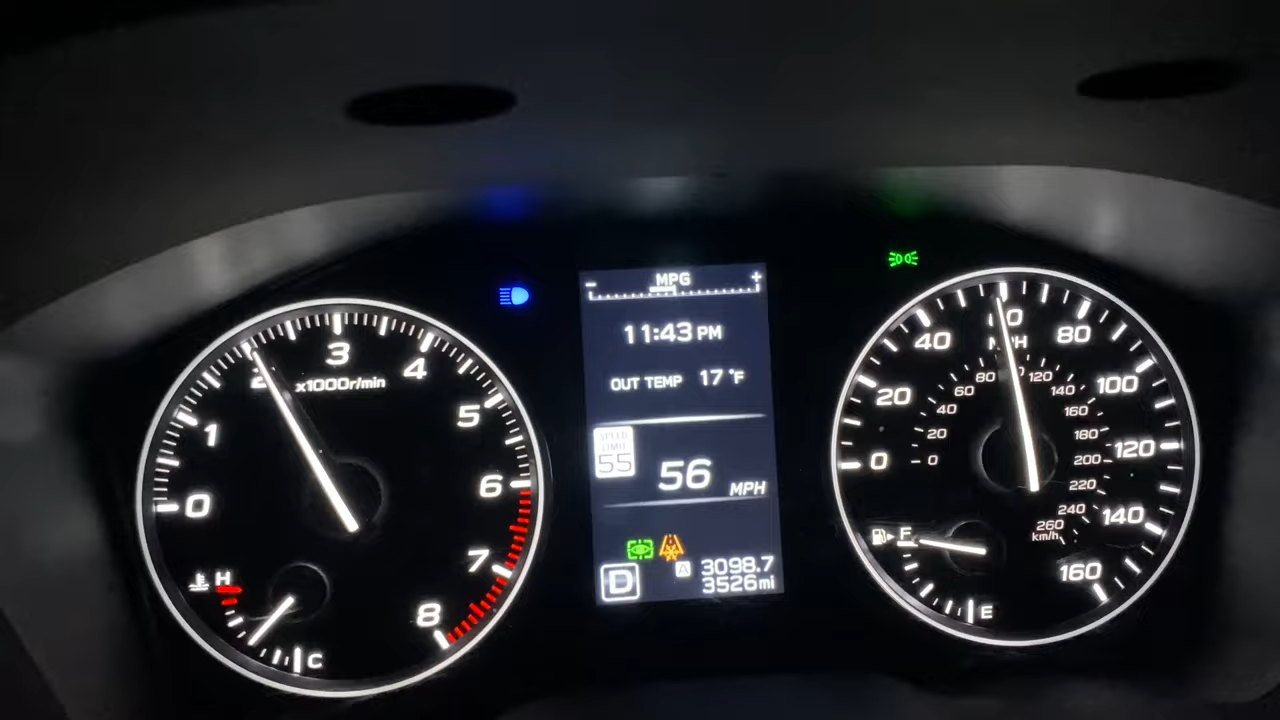 - MPG +
11:43 PM
OUT TEMP 17 °F
SPEED
LIMIT
55
56 MPH
D
A 3098.7
3526 mi
0
1
2
3
4
5
6
7
8
x1000r/min
H
C
0
20
40
60
80
100
120
140
160
MPH
0
20
40
60
80
120
140
160
180
200
220
240
260
km/h
F
E